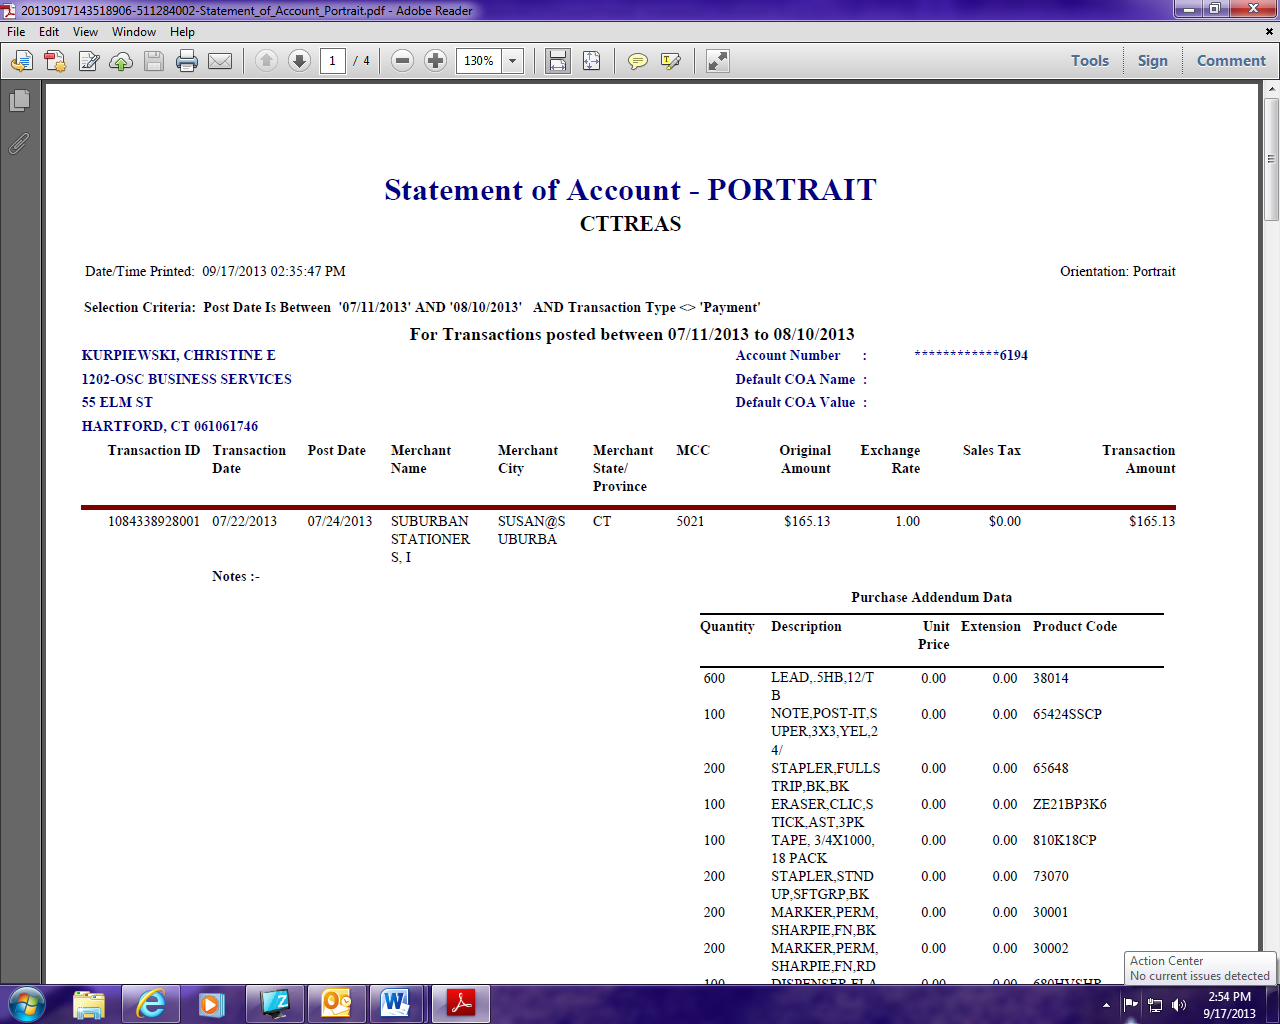 20130917143518906-511284002-Statement_of_Account_Portrait.pdf - Adobe Reader
File Edit View Window Help
1 / 4 130% Tools Sign Comment
Statement of Account - PORTRAIT
CTTREAS
Date/Time Printed: 09/17/2013 02:35:47 PM Orientation: Portrait
Selection Criteria: Post Date Is Between '07/11/2013' AND '08/10/2013' AND Transaction Type <> 'Payment'
For Transactions posted between 07/11/2013 to 08/10/2013
KURPIEWSKI, CHRISTINE E Account Number : ************6194
1202-OSC BUSINESS SERVICES Default COA Name :
55 ELM ST Default COA Value :
HARTFORD, CT 061061746
Transaction ID Transaction Post Date Merchant Merchant Merchant MCC Original Exchange Sales Tax Transaction
Date Name City State/ Amount Rate Amount
Province
1084338928001 07/22/2013 07/24/2013 SUBURBAN SUSAN@S CT 5021 $165.13 1.00 $0.00 $165.13
STATIONER UBURBA
S, I
Notes :-
Purchase Addendum Data
Quantity Description Unit Extension Product Code
Price
600 LEAD,.5HB,12/T 0.00 0.00 38014
B
100 NOTE,POST-IT,S 0.00 0.00 65424SSCP
UPER,3X3,YEL,2
4/
200 STAPLER,FULLS 0.00 0.00 65648
TRIP,BK,BK
100 ERASER,CLIC,S 0.00 0.00 ZE21BP3K6
TICK,AST,3PK
100 TAPE, 3/4X1000, 0.00 0.00 810K18CP
18 PACK
200 STAPLER,STND 0.00 0.00 73070
UP,SFTGRP,BK
200 MARKER,PERM, 0.00 0.00 30001
SHARPIE,FN,BK
200 MARKER,PERM, 0.00 0.00 30002
SHARPIE,FN,RD
100 0.00 0.00
Action Center
No current issues detected
2:54 PM
9/17/2013